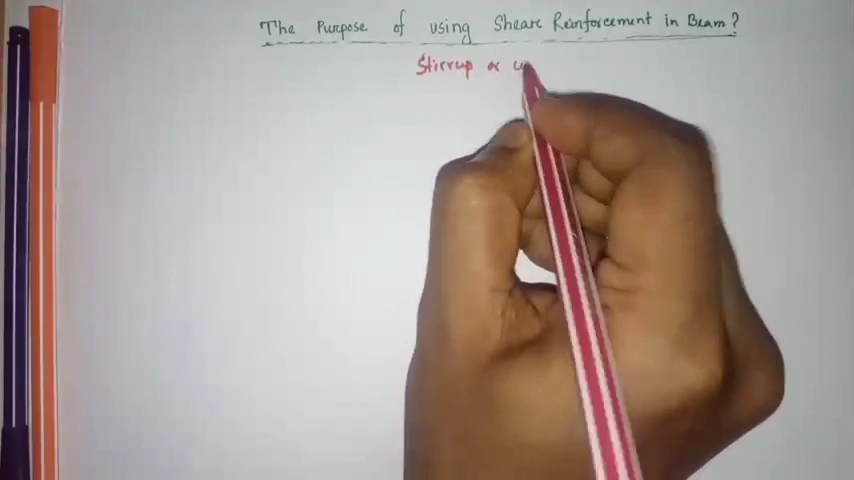 The Purpose of using Sheare Reinforcement in Beam?
Stirrup or u